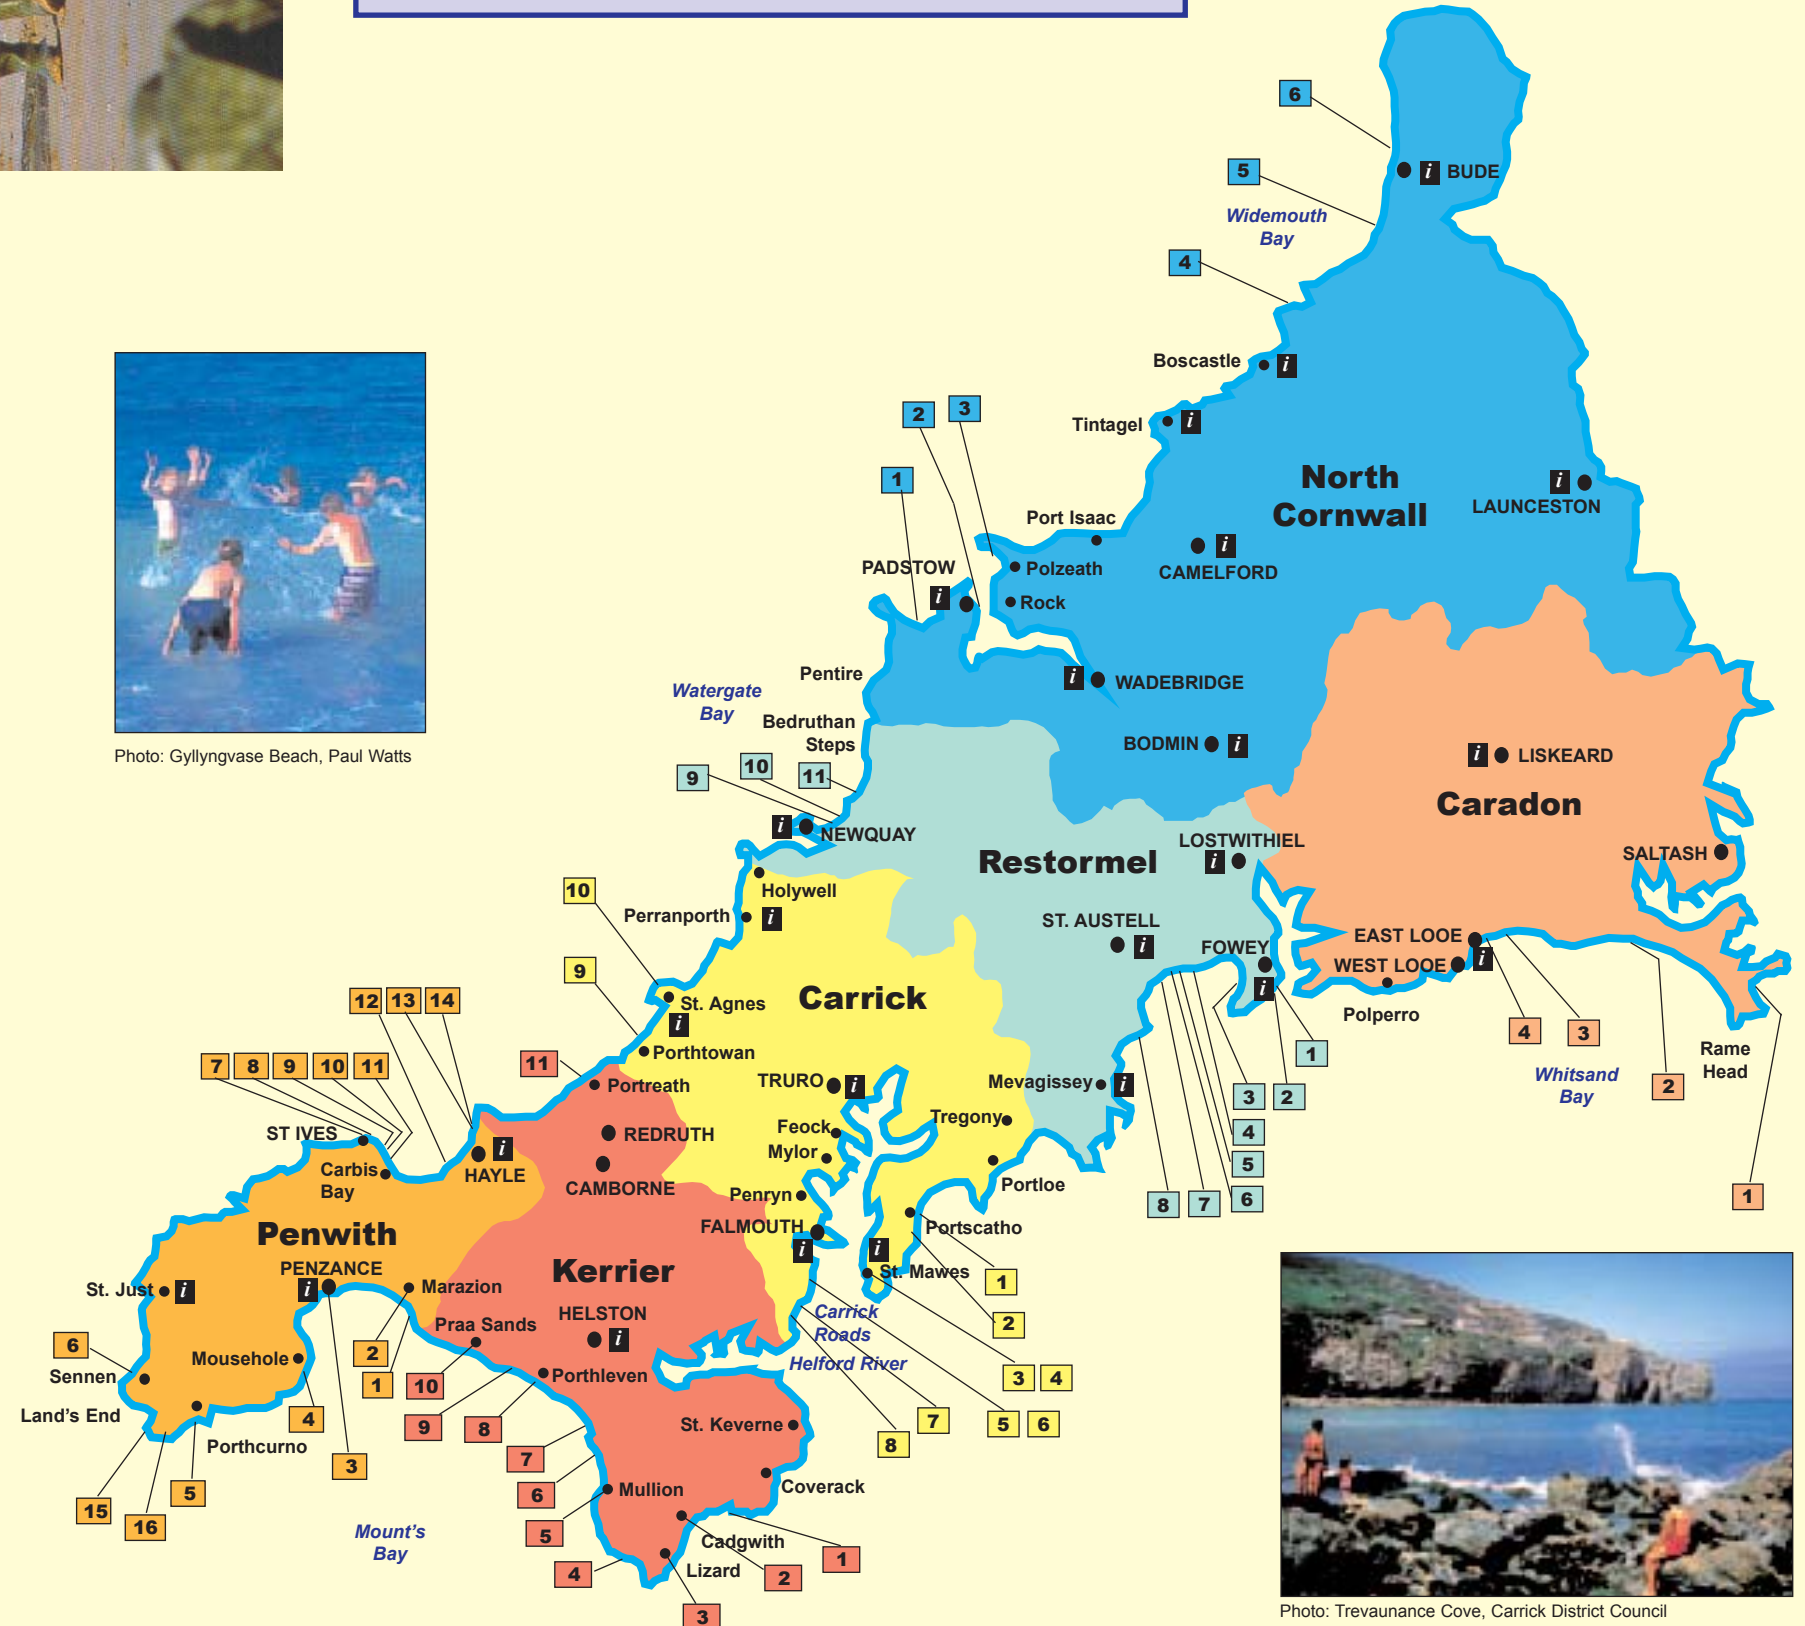 6
i BUDE
5
Widemouth
Bay
4
Boscastle i
Tintagel i
2
3
1
North
Cornwall
i
LAUNCESTON
Port Isaac
i
CAMELFORD
PADSTOW
i
Polzeath
Rock
Pentire
i WADEBRIDGE
Watergate
Bay
Bedruthan
Steps
BODMIN i
i LISKEARD
Photo: Gyllyngvase Beach, Paul Watts
9
10
11
Caradon
i NEWQUAY
LOSTWITHIEL
i
SALTASH
Restormel
10
Holywell
Perranporth i
ST. AUSTELL
i
FOWEY
i
EAST LOOE
WEST LOOE i
9
St. Agnes
i
Carrick
Polperro
12
13
14
Porthtowan
4
3
Rame
Head
1
7
8
9
10
11
11
Portreath
TRURO i
Mevagissey i
Whitsand
Bay
2
3
2
ST IVES
REDRUTH
Feock
Tregony
4
Mylor
i
HAYLE
Carbis
Bay
CAMBORNE
Portloe
5
Penryn
8
7
6
1
Penwith
FALMOUTH
i
Portscatho
i
St. Mawes
1
Kerrier
PENZANCE
i
St. Just i
Marazion
HELSTON
i
Carrick
Roads
2
Praa Sands
6
Sennen
Mousehole
2
1
10
Porthleven
Helford River
3
4
Land's End
4
Porthcurno
9
8
St. Keverne
7
5
6
8
3
7
15
16
5
6
Mullion
Coverack
Mount's
Bay
5
Cadgwith
1
4
Lizard
2
3
Photo: Trevaunance Cove, Carrick District Council